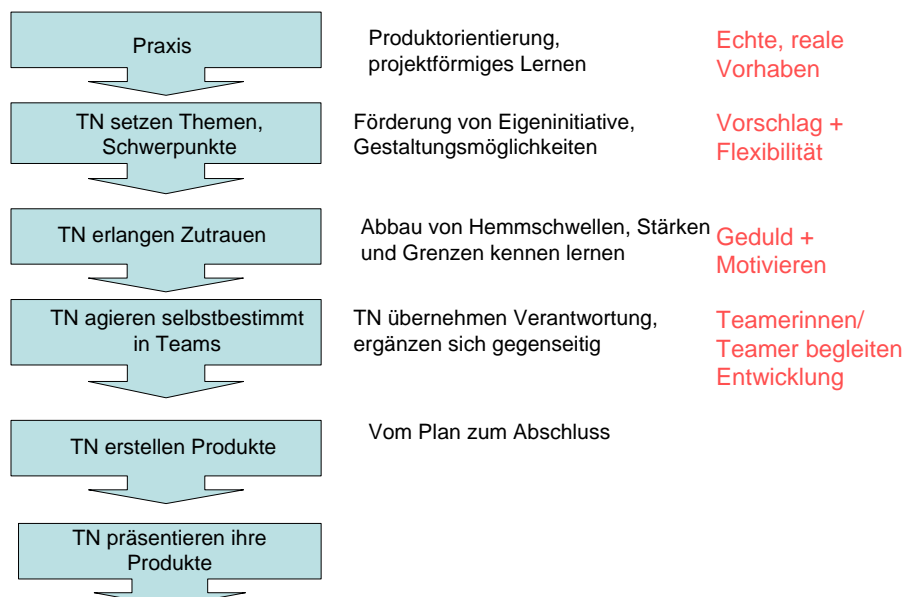 Praxis
Produktorientierung,
projektförmiges Lernen
Echte, reale
Vorhaben
TN setzen Themen,
Schwerpunkte
Förderung von Eigeninitiative,
Gestaltungsmöglichkeiten
Vorschlag +
Flexibilität
TN erlangen Zutrauen
Abbau von Hemmschwellen, Stärken
und Grenzen kennen lernen
Geduld +
Motivieren
TN agieren selbstbestimmt
in Teams
TN übernehmen Verantwortung,
ergänzen sich gegenseitig
Teamerinnen/
Teamer begleiten
Entwicklung
TN erstellen Produkte
Vom Plan zum Abschluss
TN präsentieren ihre
Produkte